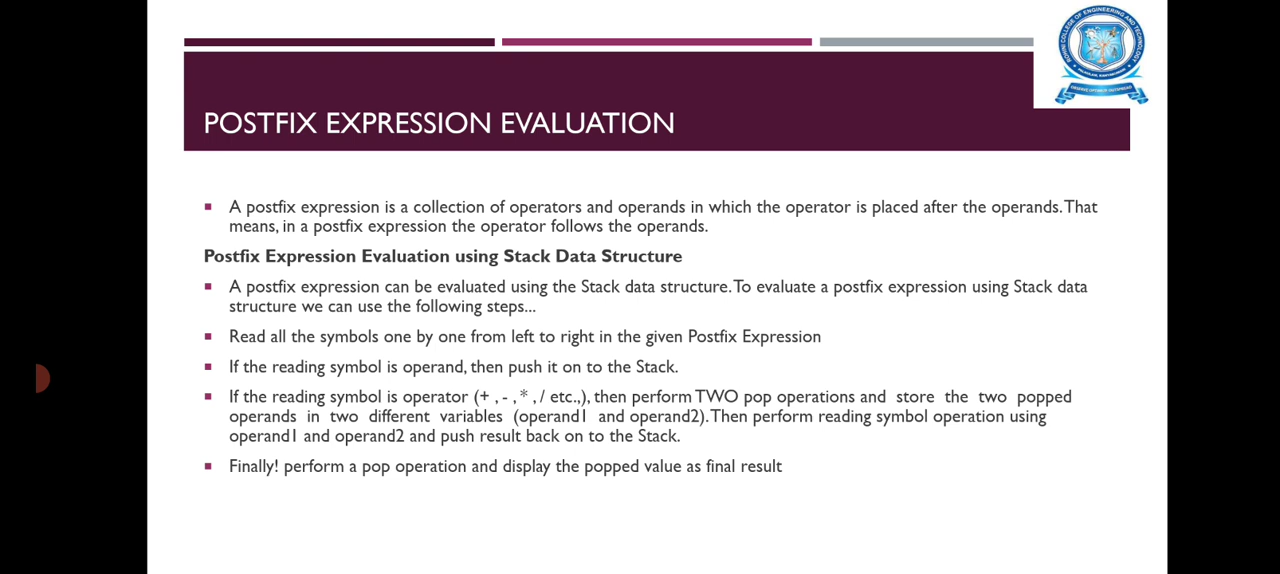 ROHINI COLLEGE OF ENGINEERING AND TECHNOLOGY
POSTFIX EXPRESSION EVALUATION
▪ A postfix expression is a collection of operators and operands in which the operator is placed after the operands. That
means, in a postfix expression the operator follows the operands.
Postfix Expression Evaluation using Stack Data Structure
▪ A postfix expression can be evaluated using the Stack data structure. To evaluate a postfix expression using Stack data
structure we can use the following steps...
▪ Read all the symbols one by one from left to right in the given Postfix Expression
▪ If the reading symbol is operand, then push it on to the Stack.
▪ If the reading symbol is operator (+ , - , * , / etc.,), then perform TWO pop operations and store the two popped
operands in two different variables (operand1 and operand2). Then perform reading symbol operation using
operand1 and operand2 and push result back on to the Stack.
▪ Finally! perform a pop operation and display the popped value as final result